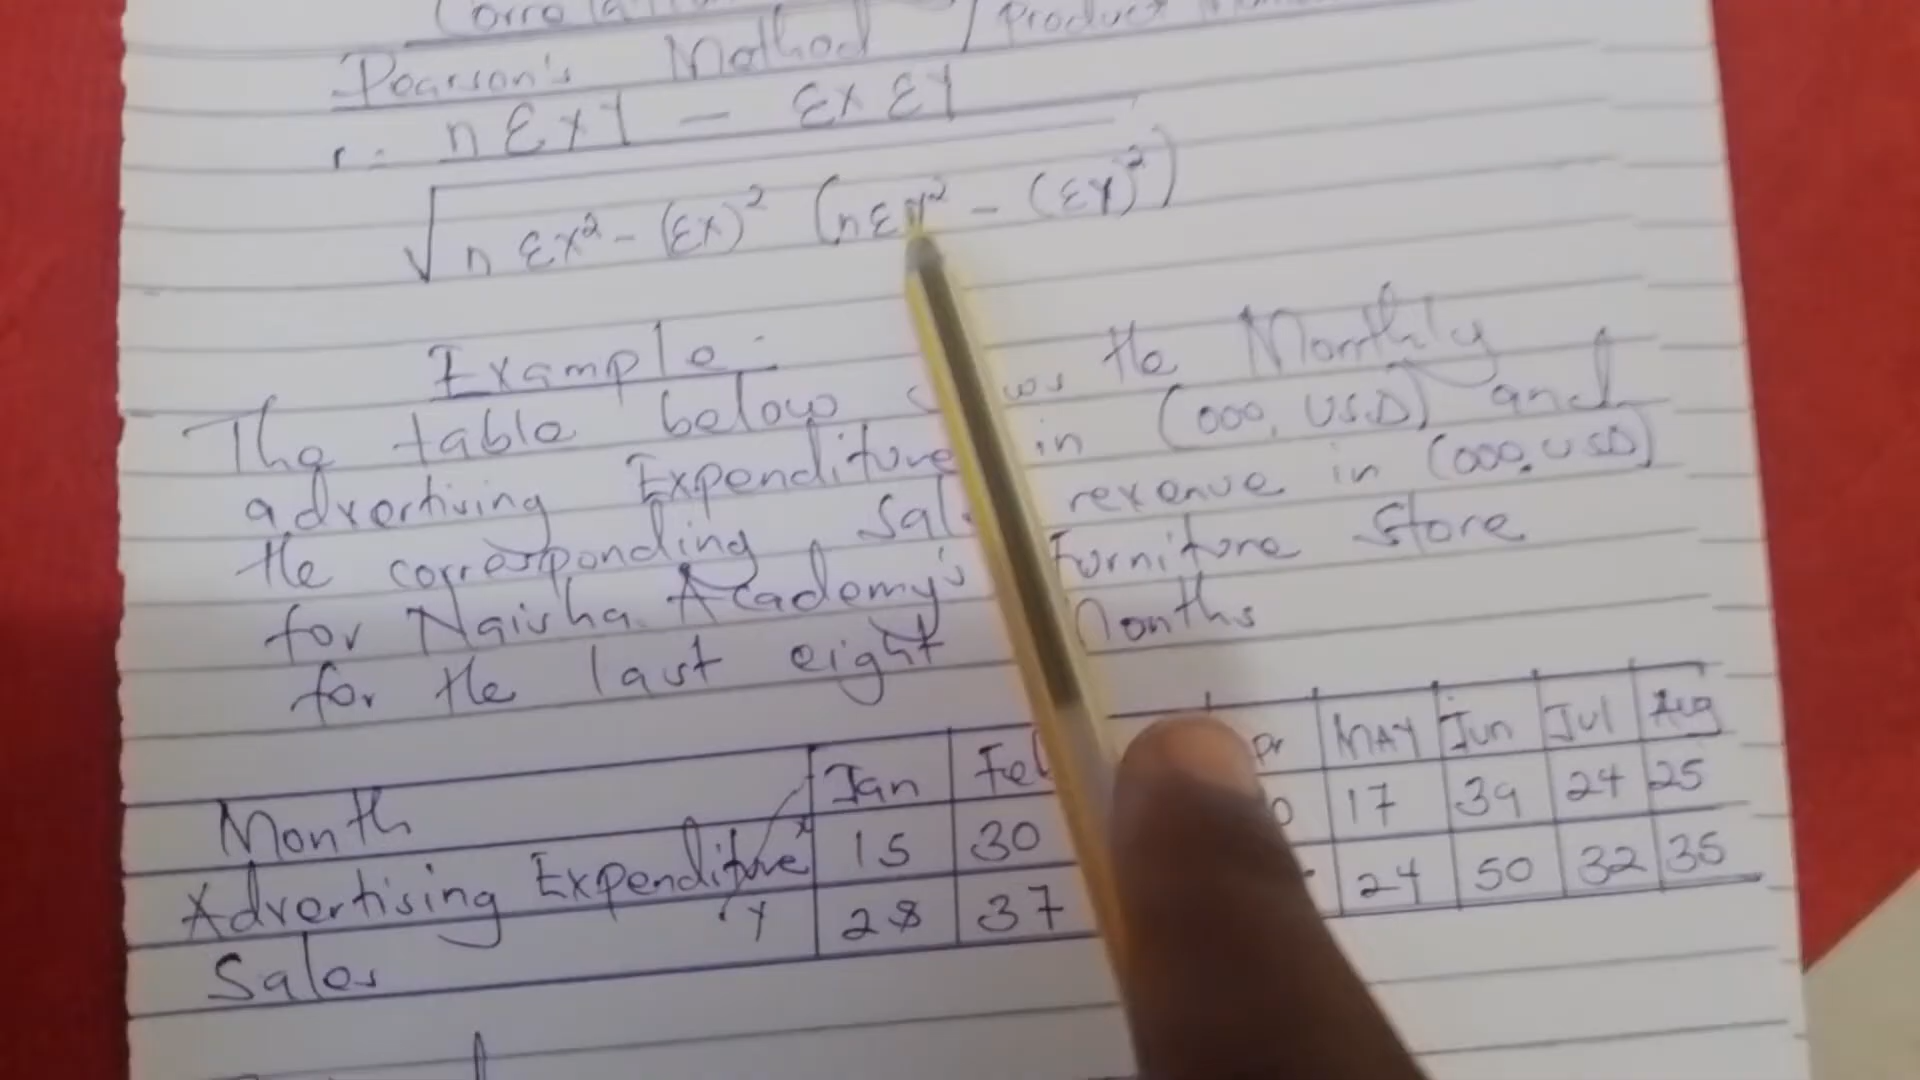 Pearson's Method / Product
r = nΣXY - ΣXΣY
√nΣX² - (ΣX)² (nΣY² - (ΣY)²)
Example:
The table below the Monthly
advertising Expenditure in (000, USD) and
the corresponding revenue in (000, USD)
for Naisha Academy's Furniture Store
for the last eight Months
Month Jan MAY Jun Jul Aug
Advertising Expenditure X 15 30 17 39 24 25
Sales Y 28 37 24 50 32 35